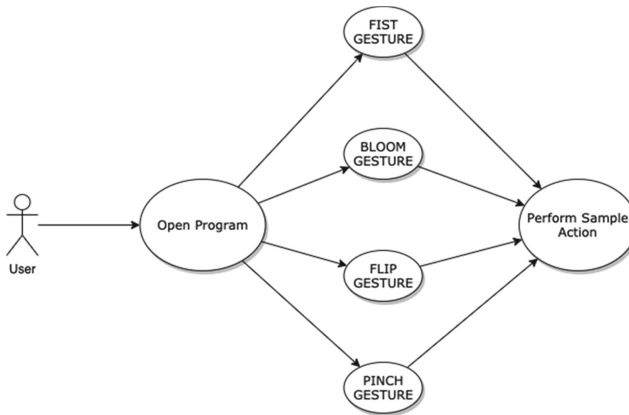 FIST
GESTURE
BLOOM
GESTURE
Open Program
Perform Sample
Action
User
FLIP
GESTURE
PINCH
GESTURE